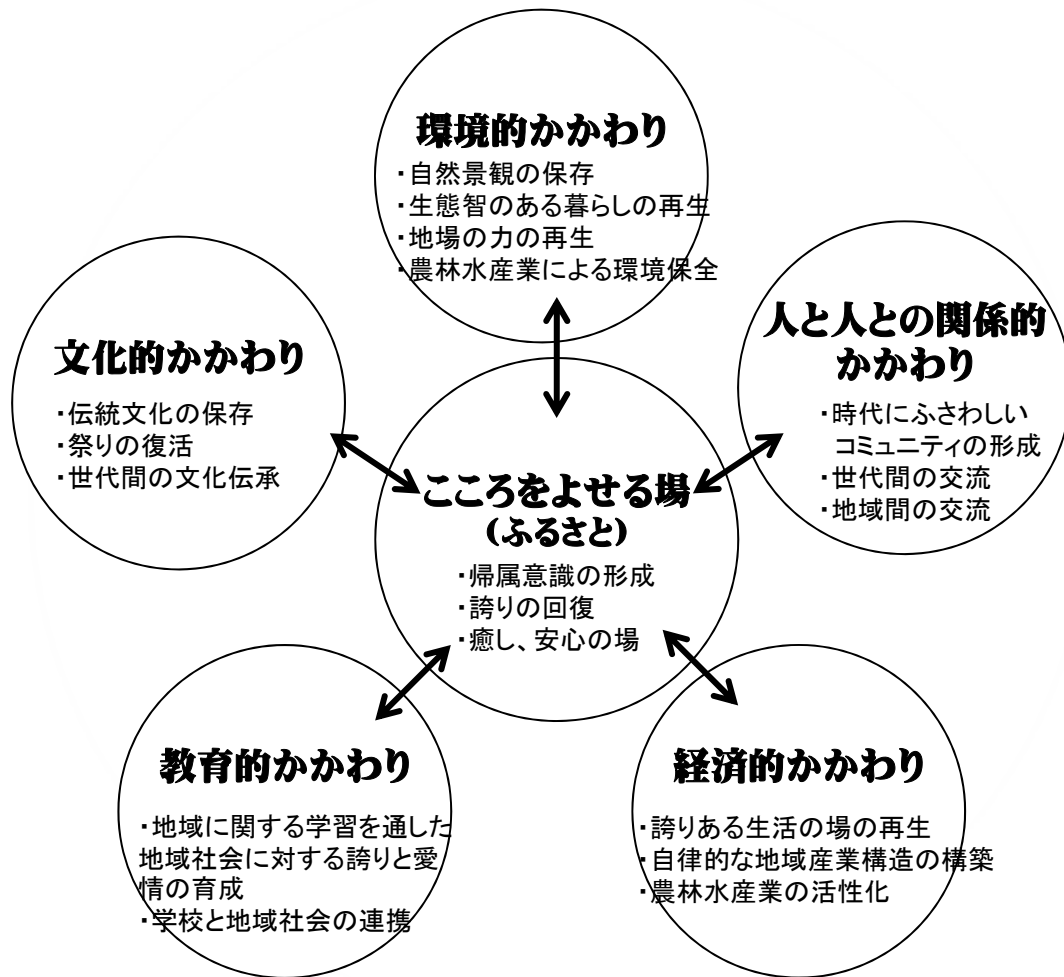 環境的かかわり
・自然景観の保存
・生態智のある暮らしの再生
・地場の力の再生
・農林水産業による環境保全
文化的かかわり
・伝統文化の保存
・祭りの復活
・世代間の文化伝承
人と人との関係的
かかわり
・時代にふさわしい
コミュニティの形成
・世代間の交流
・地域間の交流
こころをよせる場
（ふるさと）
・帰属意識の形成
・誇りの回復
・癒し、安心の場
教育的かかわり
・地域に関する学習を通した
地域社会に対する誇りと愛
情の育成
・学校と地域社会の連携
経済的かかわり
・誇りある生活の場の再生
・自律的な地域産業構造の構築
・農林水産業の活性化